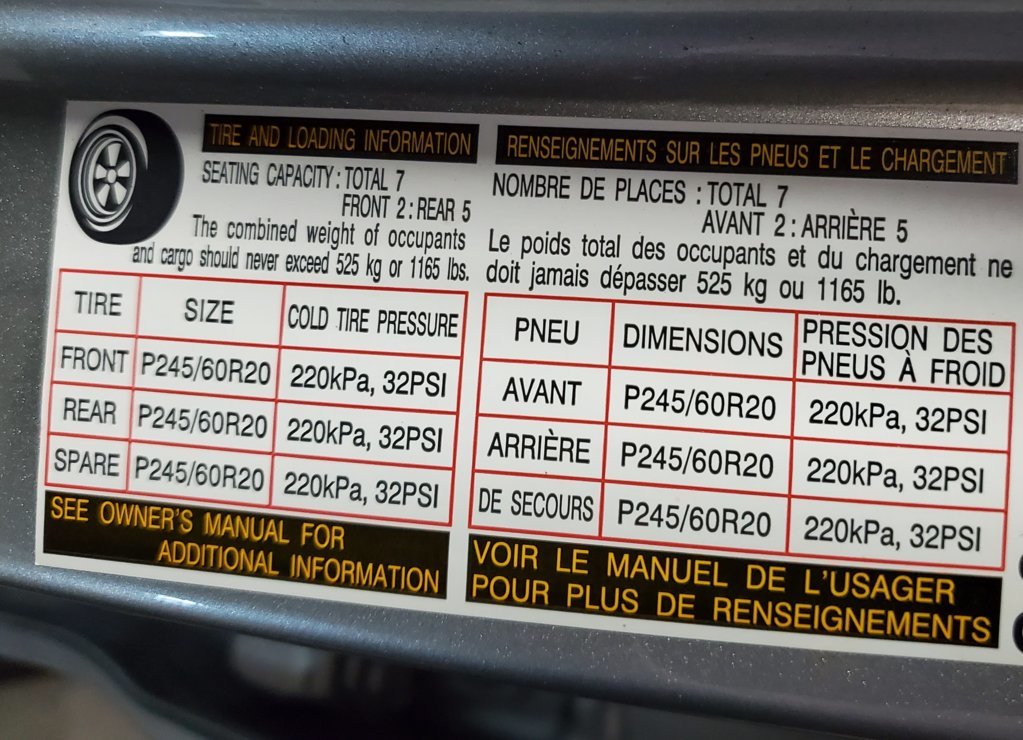 TIRE AND LOADING INFORMATION
SEATING CAPACITY : TOTAL 7
FRONT 2 : REAR 5
The combined weight of occupants
and cargo should never exceed 525 kg or 1165 lbs.
TIRE SIZE COLD TIRE PRESSURE
FRONT P245/60R20 220kPa, 32PSI
REAR P245/60R20 220kPa, 32PSI
SPARE P245/60R20 220kPa, 32PSI
SEE OWNER'S MANUAL FOR
ADDITIONAL INFORMATION
RENSEIGNEMENTS SUR LES PNEUS ET LE CHARGEMENT
NOMBRE DE PLACES : TOTAL 7
AVANT 2 : ARRIÈRE 5
Le poids total des occupants et du chargement ne
doit jamais dépasser 525 kg ou 1165 lb.
PNEU DIMENSIONS PRESSION DES
PNEUS À FROID
AVANT P245/60R20 220kPa, 32PSI
ARRIÈRE P245/60R20 220kPa, 32PSI
DE SECOURS P245/60R20 220kPa, 32PSI
VOIR LE MANUEL DE L'USAGER
POUR PLUS DE RENSEIGNEMENTS